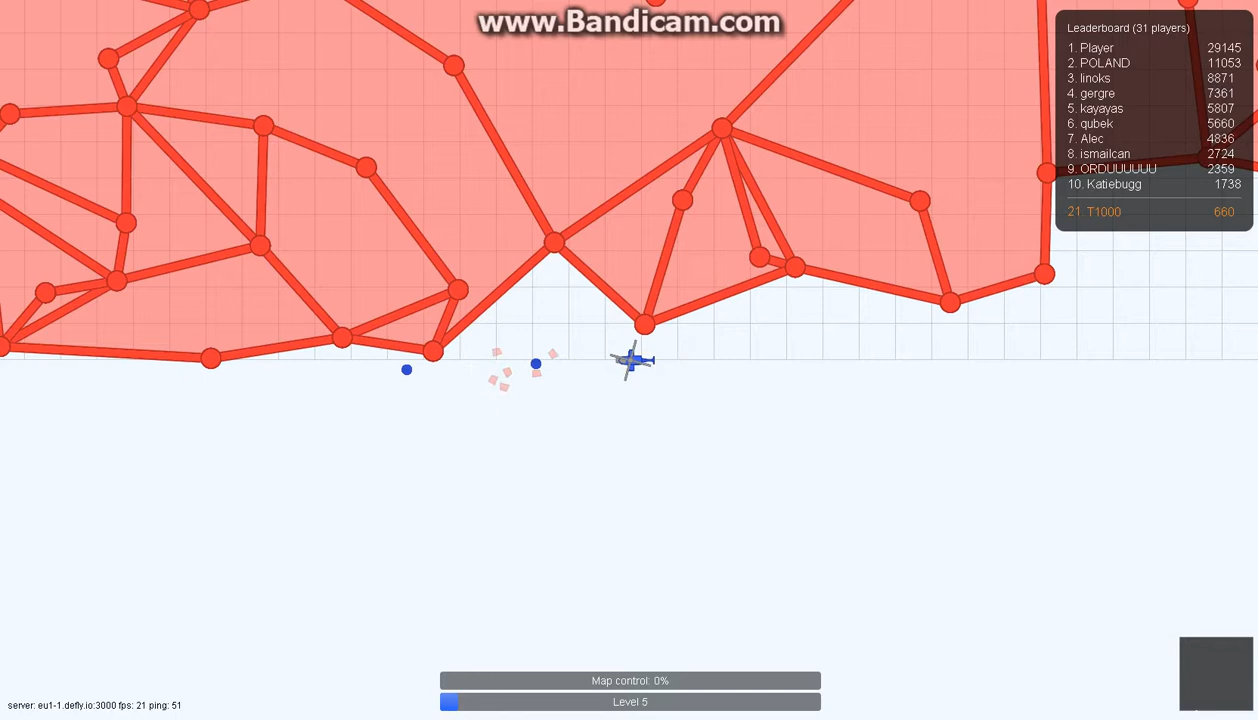 www.Bandicam.com
Leaderboard (31 players)
1. Player 29145
2. POLAND 11053
3. linoks 8871
4. gergre 7361
5. kayayas 5807
6. qubek 5660
7. Alec 4836
8. ismailcan 2724
9. ORDUUUUUU 2359
10. Katiebugg 1738
21. T1000 660
Map control: 0%
Level 5
server: eu1-1.defly.io:3000 fps: 21 ping: 51